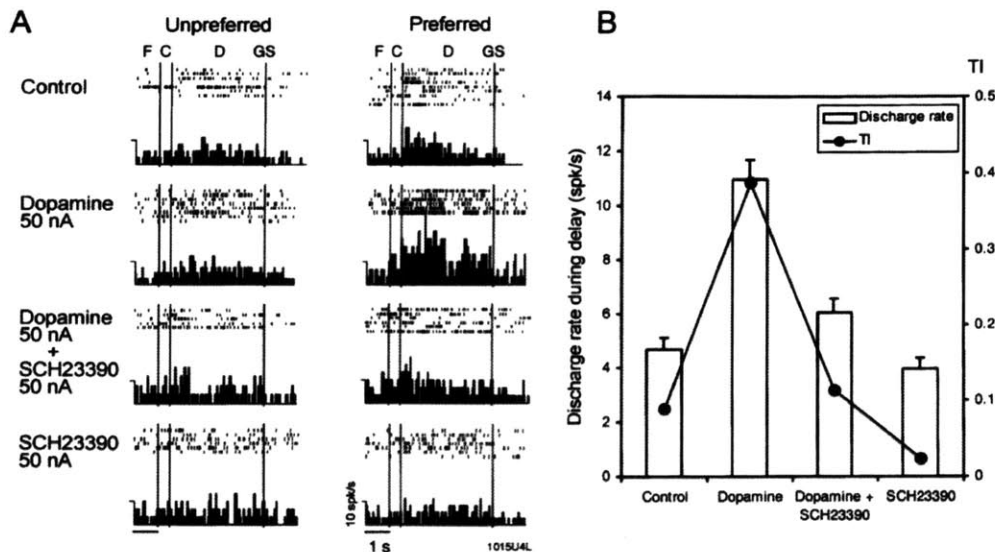 A
Unpreferred
Preferred
F C D GS
F C D GS
Control
Dopamine
50 nA
Dopamine
50 nA
+
SCH23390
50 nA
SCH23390
50 nA
10 spk/s
1 s
1015U4L
B
TI
Discharge rate during delay (spk/s)
14
12
10
8
6
4
2
0
0.5
0.4
0.3
0.2
0.1
0
Discharge rate
TI
Control
Dopamine
Dopamine +
SCH23390
SCH23390